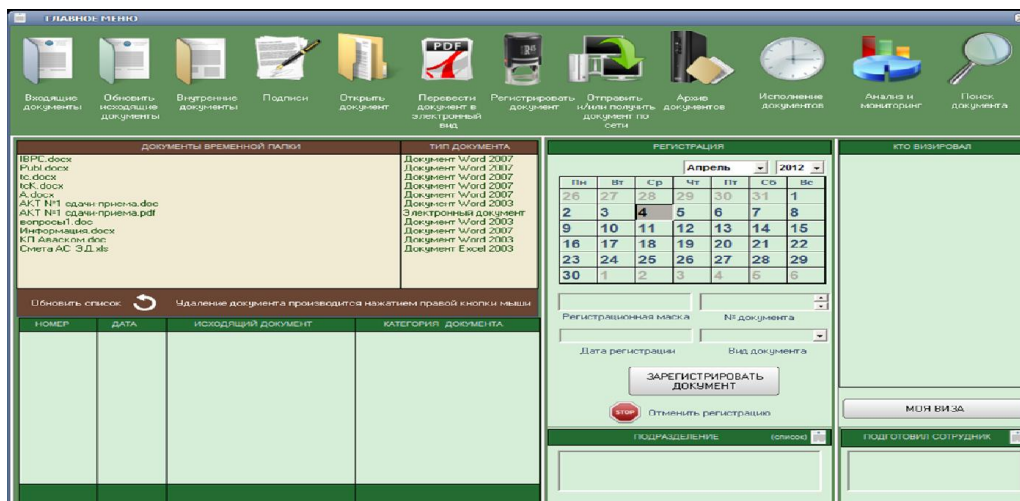 ГЛАВНОЕ МЕНЮ
Входящие документы
Обновить исходящие документы
Внутренние документы
Подписи
Открыть документ
PDF
Перевести документ в электронный вид
Регистрировать документ
Отправить и/или получить документ по сети
Архив документов
Исполнение документов
Анализ и мониторинг
Поиск документа
ДОКУМЕНТЫ ВРЕМЕННОЙ ПАПКИ ТИП ДОКУМЕНТА
IBPC.docx Документ Word 2007
Publ.docx Документ Word 2007
tc.docx Документ Word 2007
tcK.docx Документ Word 2007
A.docx Документ Word 2007
АКТ №1 сдачи-приема.doc Документ Word 2003
АКТ №1 сдачи-приема.pdf Электронный документ
вопросы1.doc Документ Word 2003
Информация.docx Документ Word 2007
КП Аваском.doc Документ Word 2003
Смета АС ЭД.xls Документ Excel 2003
Обновить список Удаление документа производится нажатием правой кнопки мыши
НОМЕР ДАТА ИСХОДЯЩИЙ ДОКУМЕНТ КАТЕГОРИЯ ДОКУМЕНТА
РЕГИСТРАЦИЯ
Апрель 2012
Пн Вт Ср Чт Пт Сб Вс
26 27 28 29 30 31 1
2 3 4 5 6 7 8
9 10 11 12 13 14 15
16 17 18 19 20 21 22
23 24 25 26 27 28 29
30 1 2 3 4 5 6
Регистрационная маска № документа
Дата регистрации Вид документа
ЗАРЕГИСТРИРОВАТЬ
ДОКУМЕНТ
STOP Отменить регистрацию
ПОДРАЗДЕЛЕНИЕ (список)
КТО ВИЗИРОВАЛ
МОЯ ВИЗА
ПОДГОТОВИЛ СОТРУДНИК